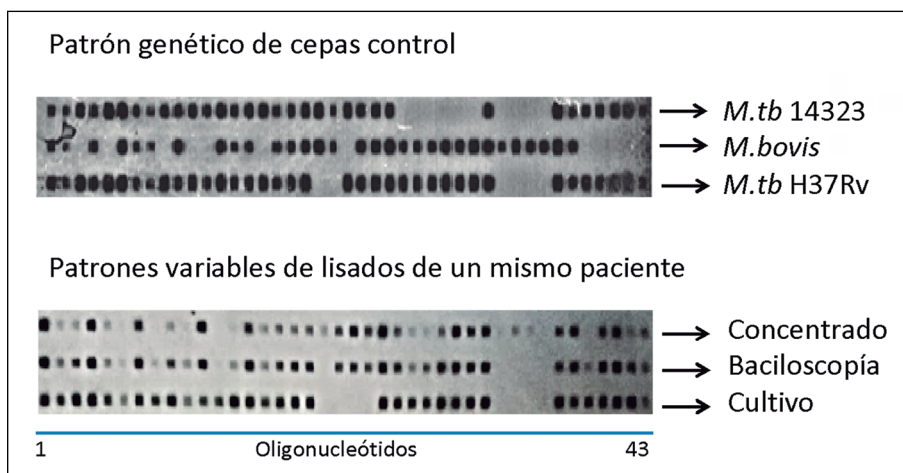 Patrón genético de cepas control
M.tb 14323
M.bovis
M.tb H37Rv
Patrones variables de lisados de un mismo paciente
Concentrado
Baciloscopía
Cultivo
1 Oligonucleótidos 43